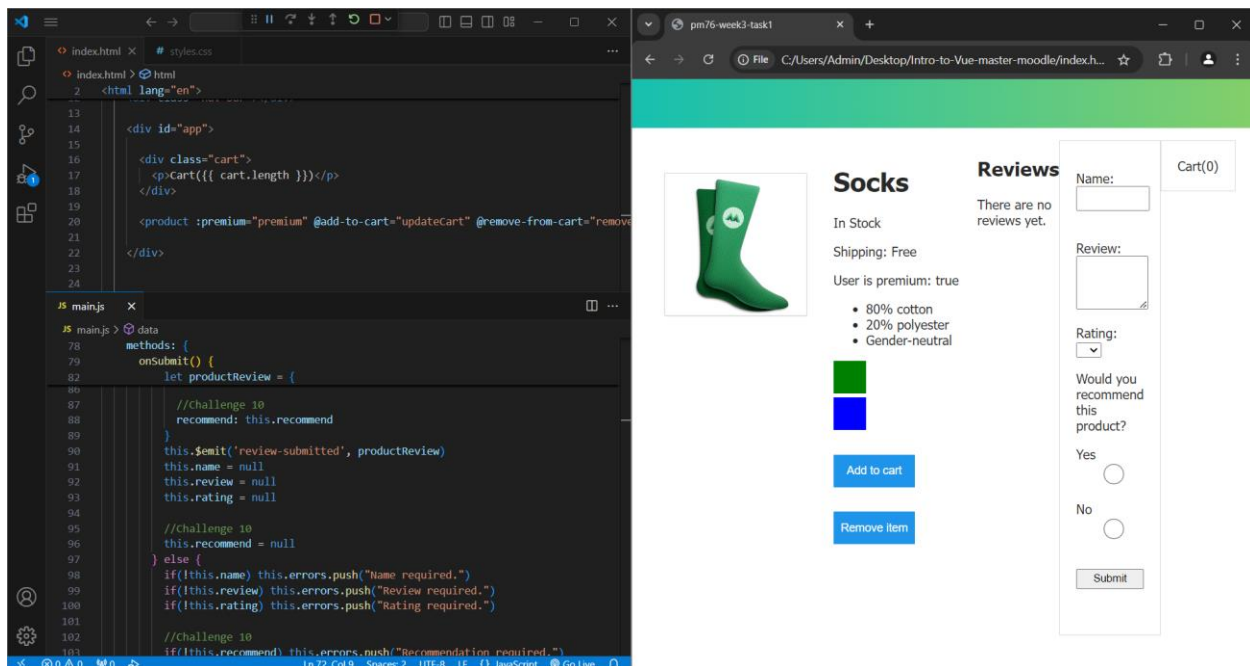 index.html
styles.css
index.html > html
2 <html lang="en">
13
14 <div id="app">
15
16 <div class="cart">
17 <p>Cart({{ cart.length }})</p>
18 </div>
19
20 <product :premium="premium" @add-to-cart="updateCart" @remove-from-cart="remove
21
22 </div>
23
24
JS main.js
JS main.js > data
78 methods: {
79 onSubmit() {
82 let productReview = {
86
87 //Challenge 10
88 recommend: this.recommend
89 }
90 this.$emit('review-submitted', productReview)
91 this.name = null
92 this.review = null
93 this.rating = null
94
95 //Challenge 10
96 this.recommend = null
97 } else {
98 if(!this.name) this.errors.push("Name required.")
99 if(!this.review) this.errors.push("Review required.")
100 if(!this.rating) this.errors.push("Rating required.")
101
102 //Challenge 10
103 if(!this.recommend) this.errors.push("Recommendation required.")
0 0 0 Ln 72, Col 9 Spaces: 2 UTF-8 LF {} JavaScript Go Live
1
pm76-week3-task1
File C:/Users/Admin/Desktop/Intro-to-Vue-master-moodle/index.h...
Socks
In Stock
Shipping: Free
User is premium: true
80% cotton
20% polyester
Gender-neutral
Add to cart
Remove item
Reviews
There are no
reviews yet.
Name:
Review:
Rating:
Would you
recommend
this
product?
Yes
No
Submit
Cart(0)